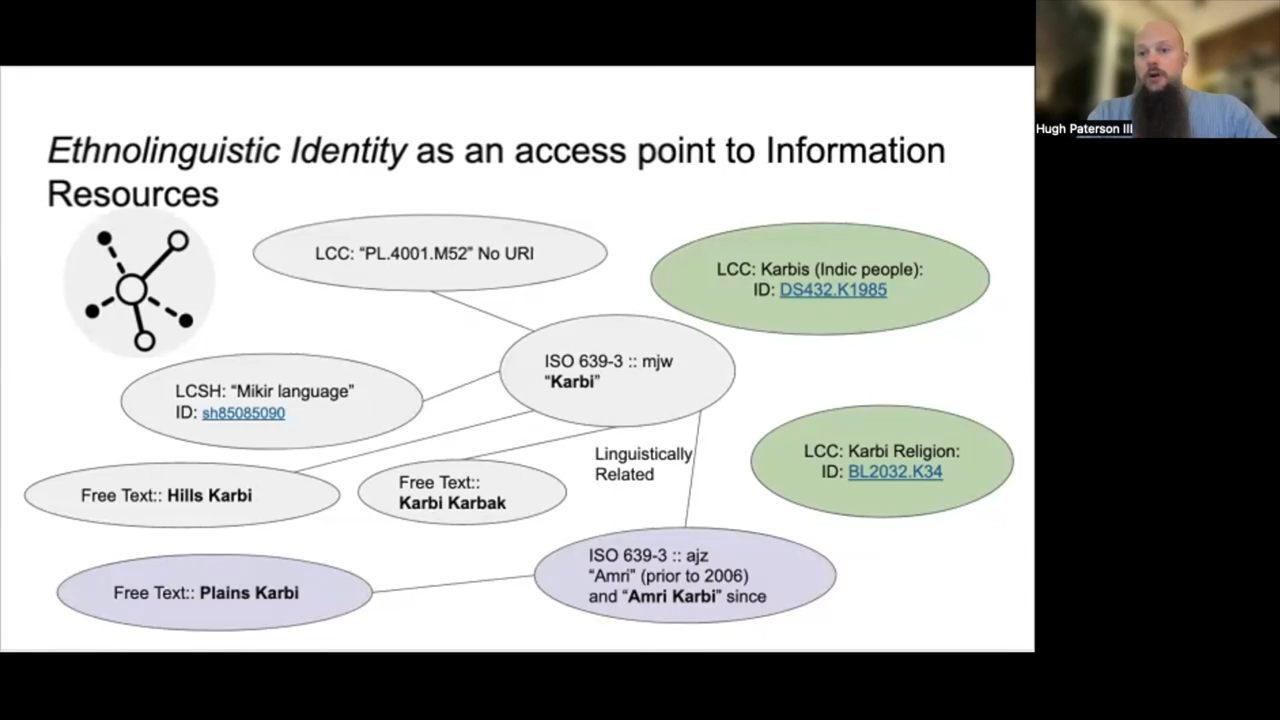 Ethnolinguistic Identity as an access point to Information
Resources
LCC: “PL.4001.M52” No URI
LCC: Karbis (Indic people):
ID: DS432.K1985
ISO 639-3 :: mjw
“Karbi”
LCSH: “Mikir language”
ID: sh85085090
Linguistically
Related
LCC: Karbi Religion:
ID: BL2032.K34
Free Text:: Hills Karbi
Free Text::
Karbi Karbak
ISO 639-3 :: ajz
“Amri” (prior to 2006)
and “Amri Karbi” since
Free Text:: Plains Karbi
Hugh Paterson III